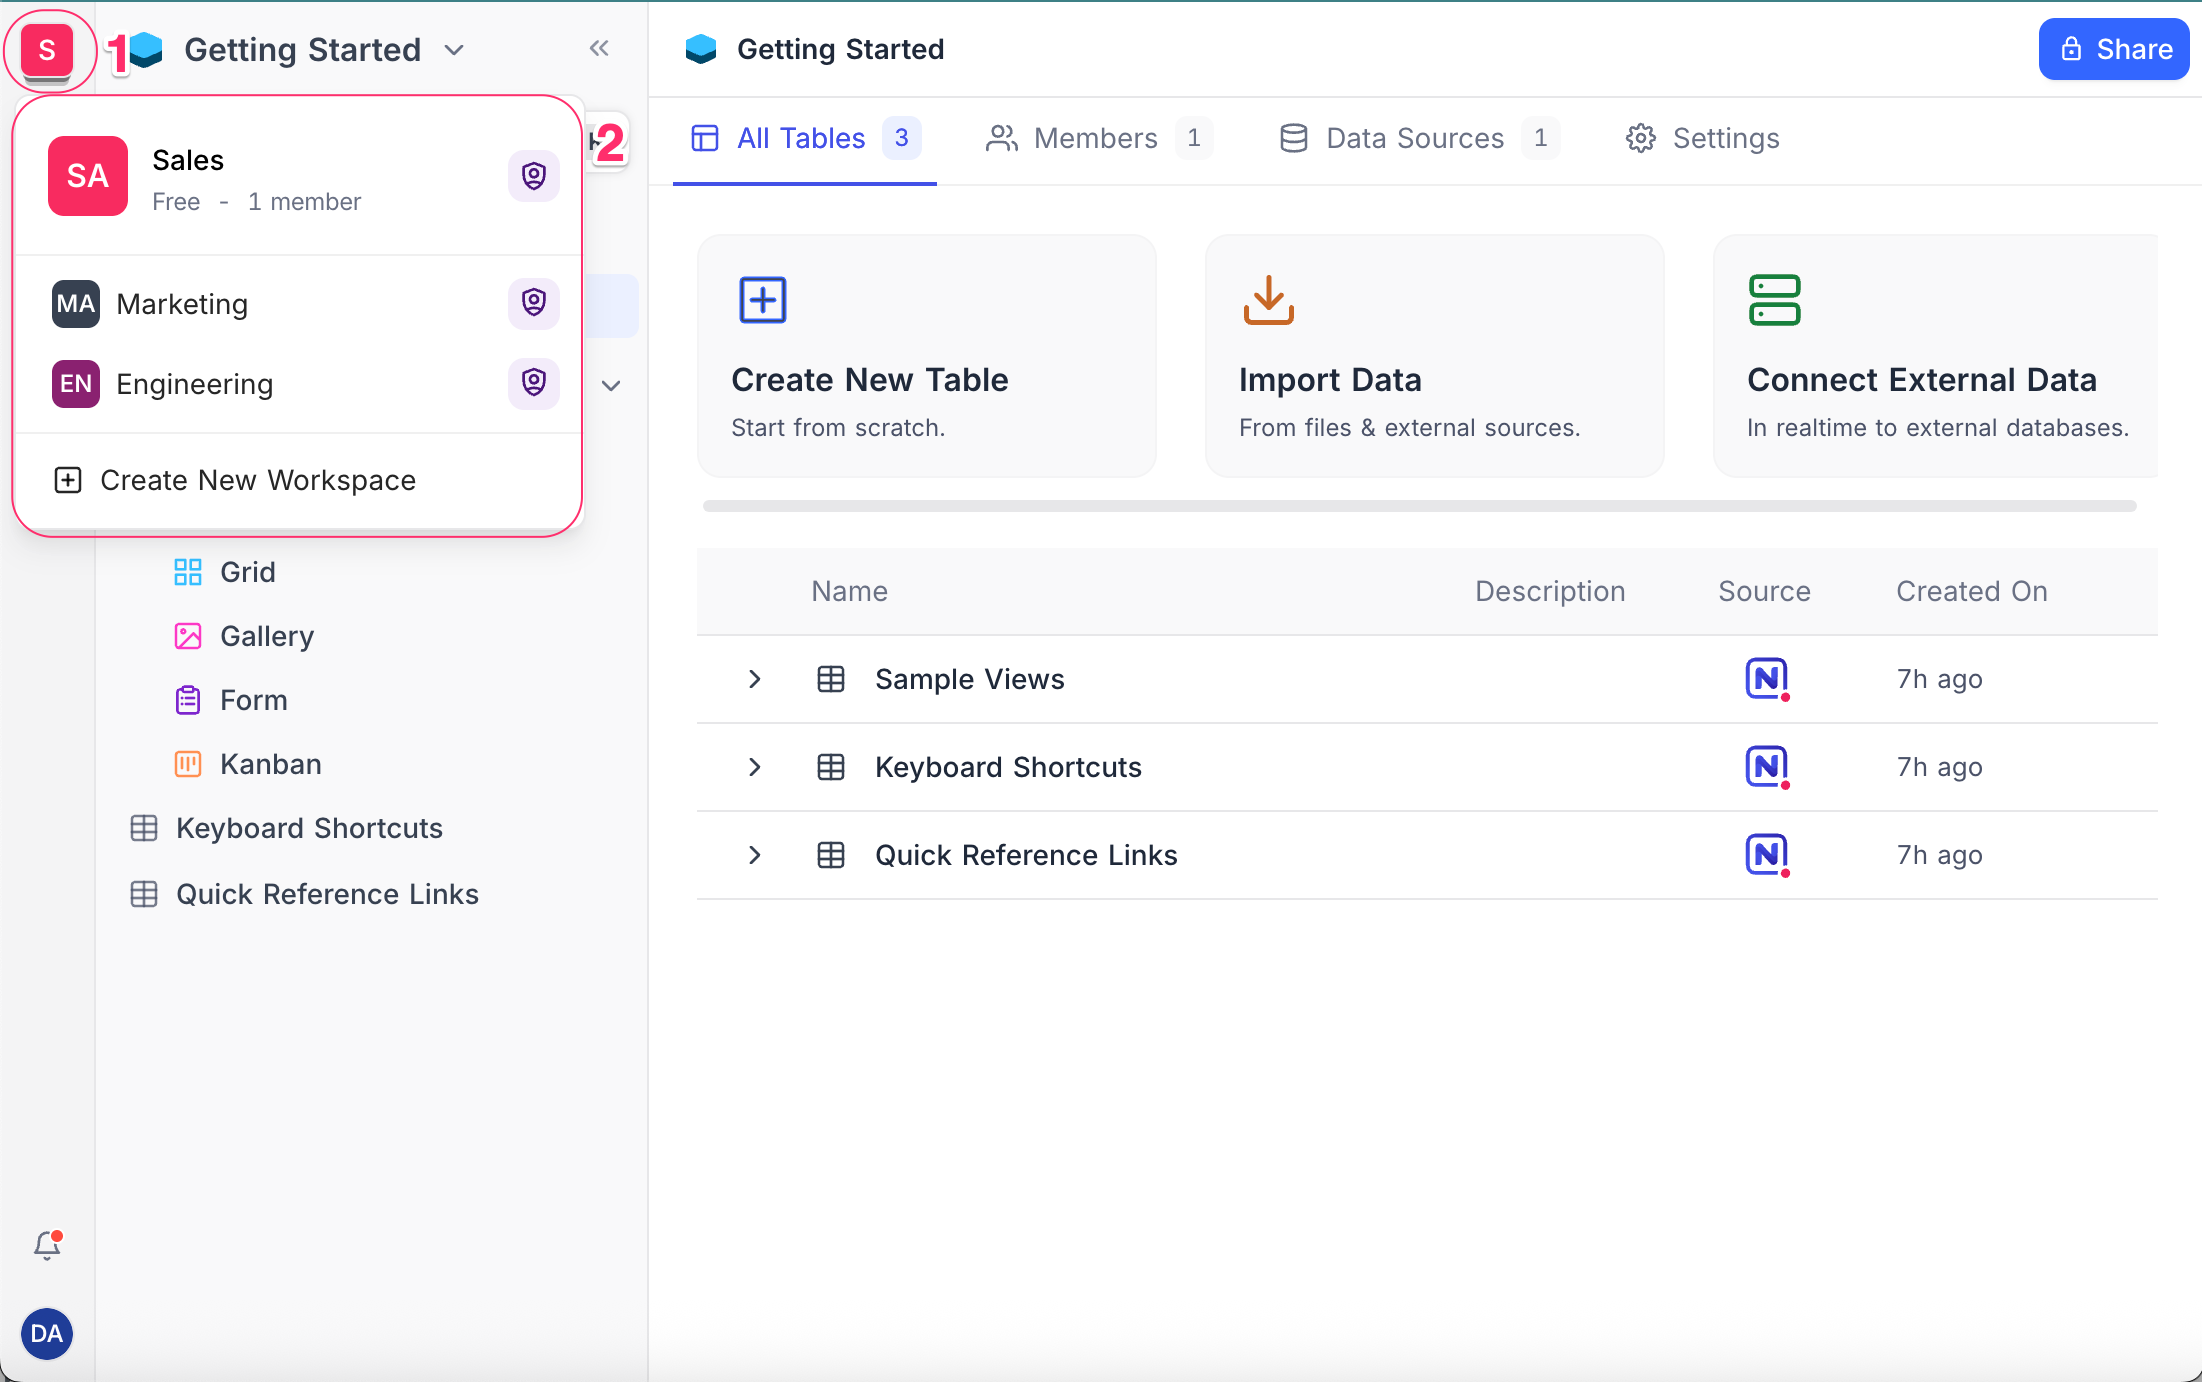 S
1
Getting Started
Getting Started
Share
2
All Tables 3
Members 1
Data Sources 1
Settings
SA
Sales
Free - 1 member
MA Marketing
EN Engineering
Create New Workspace
Create New Table
Start from scratch.
Import Data
From files & external sources.
Connect External Data
In realtime to external databases.
Grid
Gallery
Form
Kanban
Keyboard Shortcuts
Quick Reference Links
Name Description Source Created On
Sample Views N 7h ago
Keyboard Shortcuts N 7h ago
Quick Reference Links N 7h ago
DA